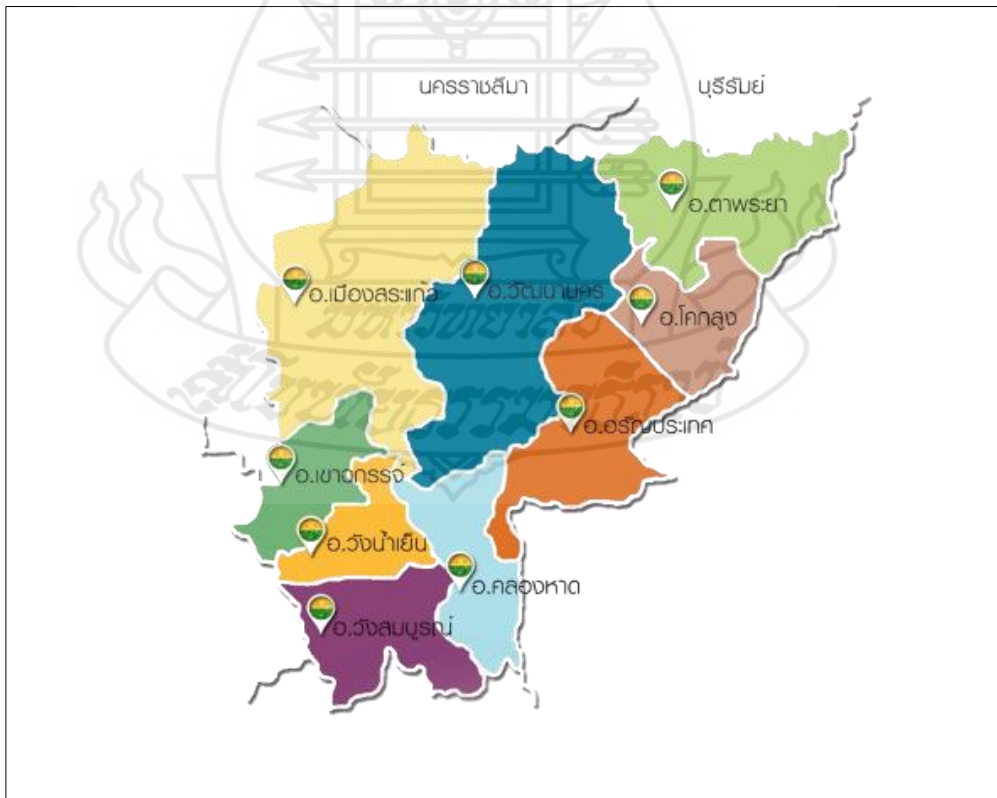 นครราชสีมา
บุรีรัมย์
อ.ตาพระยา
อ.เมืองสระแก้ว
อ.วัฒนานคร
อ.โคกสูง
อ.อรัญประเทศ
อ.เขาฉกรรจ์
อ.วังน้ำเย็น
อ.คลองหาด
อ.วังสมบูรณ์